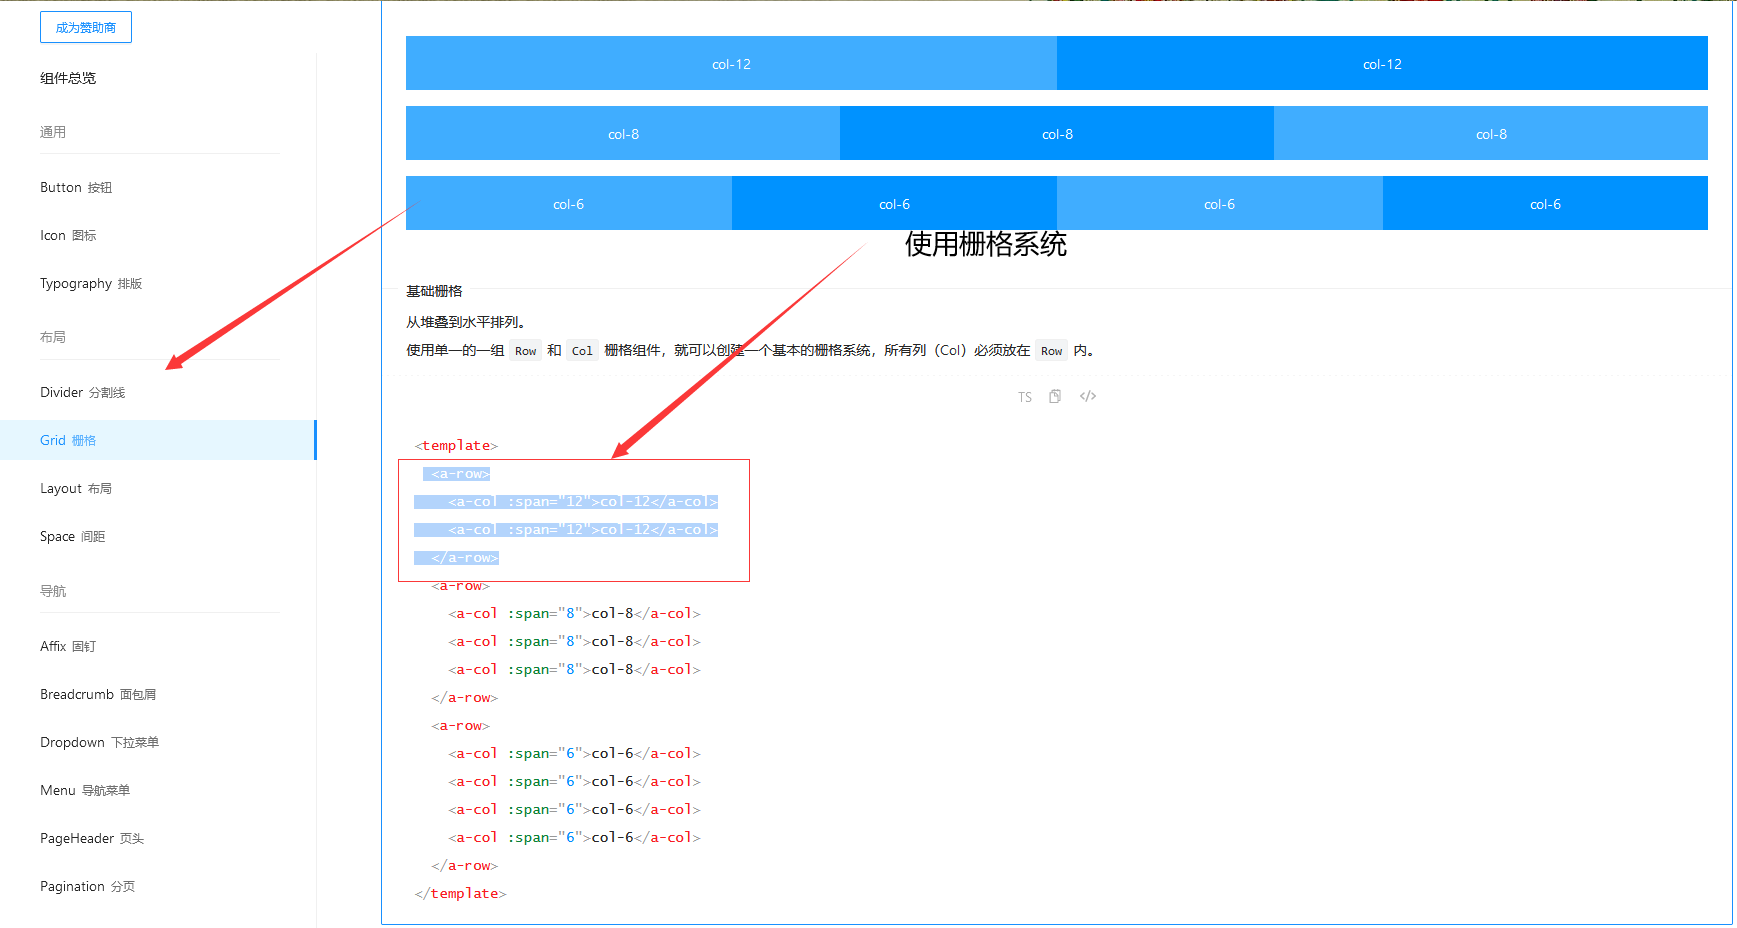 成为赞助商
组件总览
通用
Button 按钮
Icon 图标
Typography 排版
布局
Divider 分割线
Grid 栅格
Layout 布局
Space 间距
导航
Affix 固钉
Breadcrumb 面包屑
Dropdown 下拉菜单
Menu 导航菜单
PageHeader 页头
Pagination 分页
col-12 col-12
col-8 col-8 col-8
col-6 col-6 col-6 col-6
使用栅格系统
基础栅格
从堆叠到水平排列。
使用单一的一组 Row 和 Col 栅格组件，就可以创建一个基本的栅格系统，所有列（Col）必须放在 Row 内。
TS </>
<template>
<a-row>
<a-col :span="12">col-12</a-col>
<a-col :span="12">col-12</a-col>
</a-row>
<a-row>
<a-col :span="8">col-8</a-col>
<a-col :span="8">col-8</a-col>
<a-col :span="8">col-8</a-col>
</a-row>
<a-row>
<a-col :span="6">col-6</a-col>
<a-col :span="6">col-6</a-col>
<a-col :span="6">col-6</a-col>
<a-col :span="6">col-6</a-col>
</a-row>
</template>